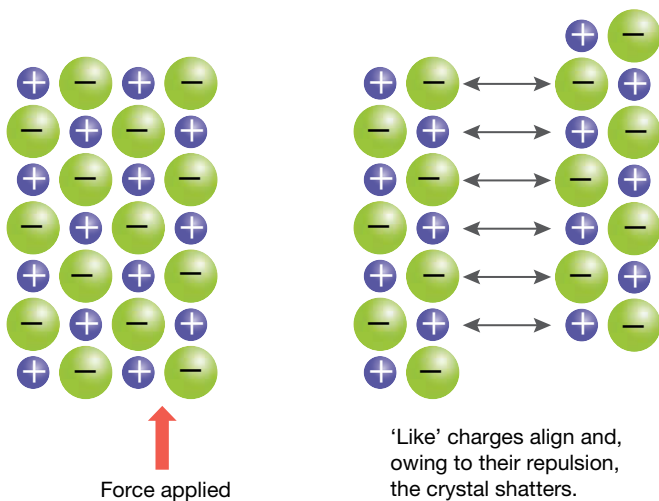 Force applied
‘Like’ charges align and,
owing to their repulsion,
the crystal shatters.